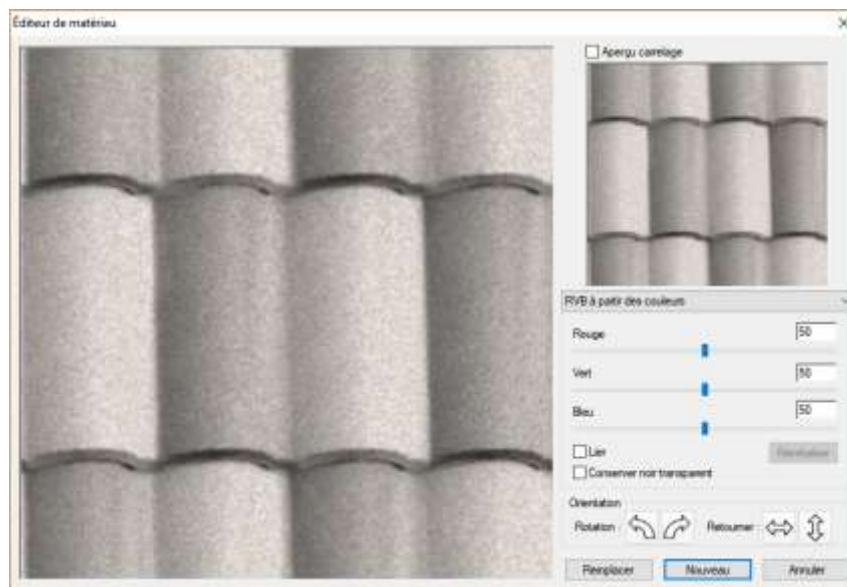 Éditeur de matériau
Aperçu carrelage
RVB à partir des couleurs
Rouge 50
Vert 50
Bleu 50
Lier Réinitialiser
Conserver noir transparent
Orientation
Rotation Retourner
Remplacer Nouveau Annuler